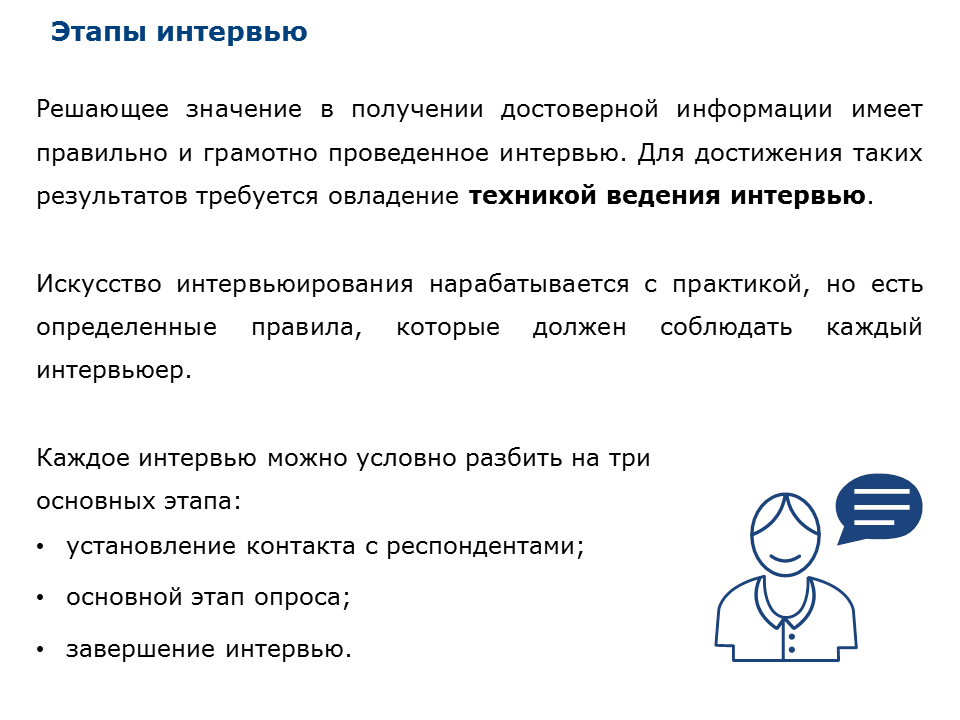 Этапы интервью
Решающее значение в получении достоверной информации имеет
правильно и грамотно проведенное интервью. Для достижения таких
результатов требуется овладение техникой ведения интервью.
Искусство интервьюирования нарабатывается с практикой, но есть
определенные правила, которые должен соблюдать каждый
интервьюер.
Каждое интервью можно условно разбить на три
основных этапа:
• установление контакта с респондентами;
• основной этап опроса;
• завершение интервью.